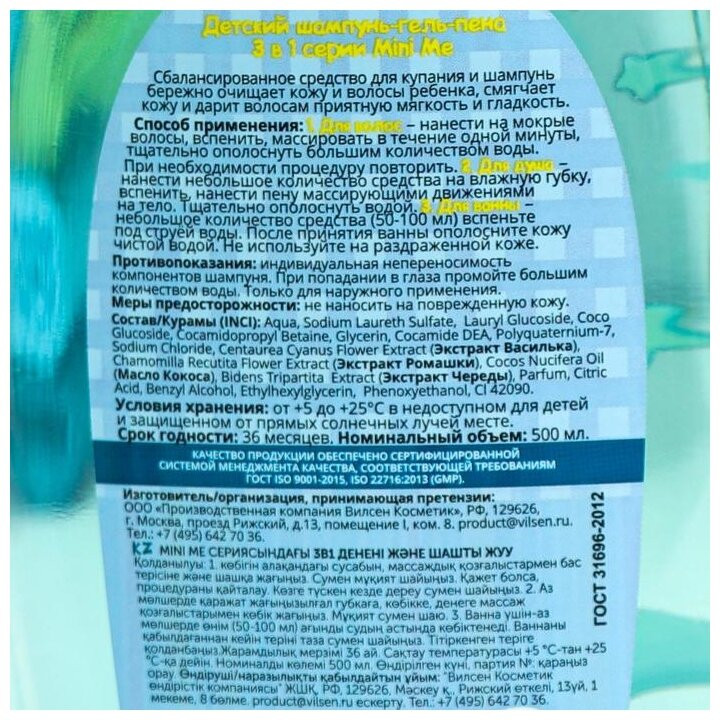 Детский шампунь-гель-пена
3 в 1 серии Mini Me
Сбалансированное средство для купания и шампунь
бережно очищает кожу и волосы ребенка, смягчает
кожу и дарит волосам приятную мягкость и гладкость.
Способ применения: 1. Для волос – нанести на мокрые
волосы, вспенить, массировать в течение одной минуты,
тщательно ополоснуть большим количеством воды.
При необходимости процедуру повторить. 2. Для душа –
нанести небольшое количество средства на влажную губку,
вспенить, нанести пену массирующими движениями
на тело. Тщательно ополоснуть водой. 3. Для ванны –
небольшое количество средства (50-100 мл) вспеньте
под струёй воды. После принятия ванны ополосните кожу
чистой водой. Не используйте на раздраженной коже.
Противопоказания: индивидуальная непереносимость
компонентов шампуня. При попадании в глаза промойте большим
количеством воды. Только для наружного применения.
Меры предосторожности: не наносить на поврежденную кожу.
Состав/Курамы (INCI): Aqua, Sodium Laureth Sulfate, Lauryl Glucoside, Coco
Glucoside, Cocamidopropyl Betaine, Glycerin, Cocamide DEA, Polyquaternium-7,
Sodium Chloride, Centaurea Cyanus Flower Extract (Экстракт Василька),
Chamomilla Recutita Flower Extract (Экстракт Ромашки), Cocos Nucifera Oil
(Масло Кокоса), Bidens Tripartita Extract (Экстракт Череды), Parfum, Citric
Acid, Benzyl Alcohol, Ethylhexylglycerin, Phenoxyethanol, CI 42090.
Условия хранения: от +5 до +25°С в недоступном для детей
и защищенном от прямых солнечных лучей месте.
Срок годности: 36 месяцев. Номинальный объем: 500 мл.
КАЧЕСТВО ПРОДУКЦИИ ОБЕСПЕЧЕНО СЕРТИФИЦИРОВАННОЙ
СИСТЕМОЙ МЕНЕДЖМЕНТА КАЧЕСТВА, СООТВЕТСТВУЮЩЕЙ ТРЕБОВАНИЯМ
ГОСТ ISO 9001-2015, ISO 22716:2013 (GMP).
Изготовитель/организация, принимающая претензии:
ООО «Производственная компания Вилсен Косметик», РФ, 129626,
г. Москва, проезд Рижский, д.13, помещение I, ком. 8. product@vilsen.ru.
Тел.: +7 (495) 642 70 36.
KZ MINI ME СЕРИЯСЫНДАҒЫ 3В1 ДЕНЕНІ ЖӘНЕ ШАШТЫ ЖУУ
Қолданылуы: 1. көбірін алақандағы сусабын, массаждық қозғалыстармен бас
терісіне және шашқа жағыңыз. Сумен мұқият шайыңыз. Қажет болса,
процедураны қайталау. Көзге түскен кезде дереу сумен шайыңыз. 2. Аз
мөлшерде қаражат жағыңызылғал губкаға, көбікке, денеге массаж
қозғалыстарымен көбік жағыңыз. Мұқият сумен шаю. 3. Ванна үшін-аз
мөлшерде өнім (50-100 мл) ағынды судың астында көбіктенеді. Ваннаны
қабылдағаннан кейін теріні таза сумен шайыңыз. Тітіркенген теріге
қолданбаңыз.Жарамдылық мерзімі 36 ай. Сақтау температурасы +5 °С-тан +25
°С-қа дейін. Номиналды көлемі 500 мл. Өндірілген күні, партия №: қараңыз
орау. Өндіруші/наразылықты қабылдайтын ұйым: "Вилсен Косметик
өндірістік компаниясы" ЖШҚ, РФ, 129626, Мәскеу қ., Рижский өткелі, 13үй, 1
мекеме, 8 бөлме. product@vilsen.ru ескерту. Тел.: +7 (495) 642 70 36.
ГОСТ 31696-2012